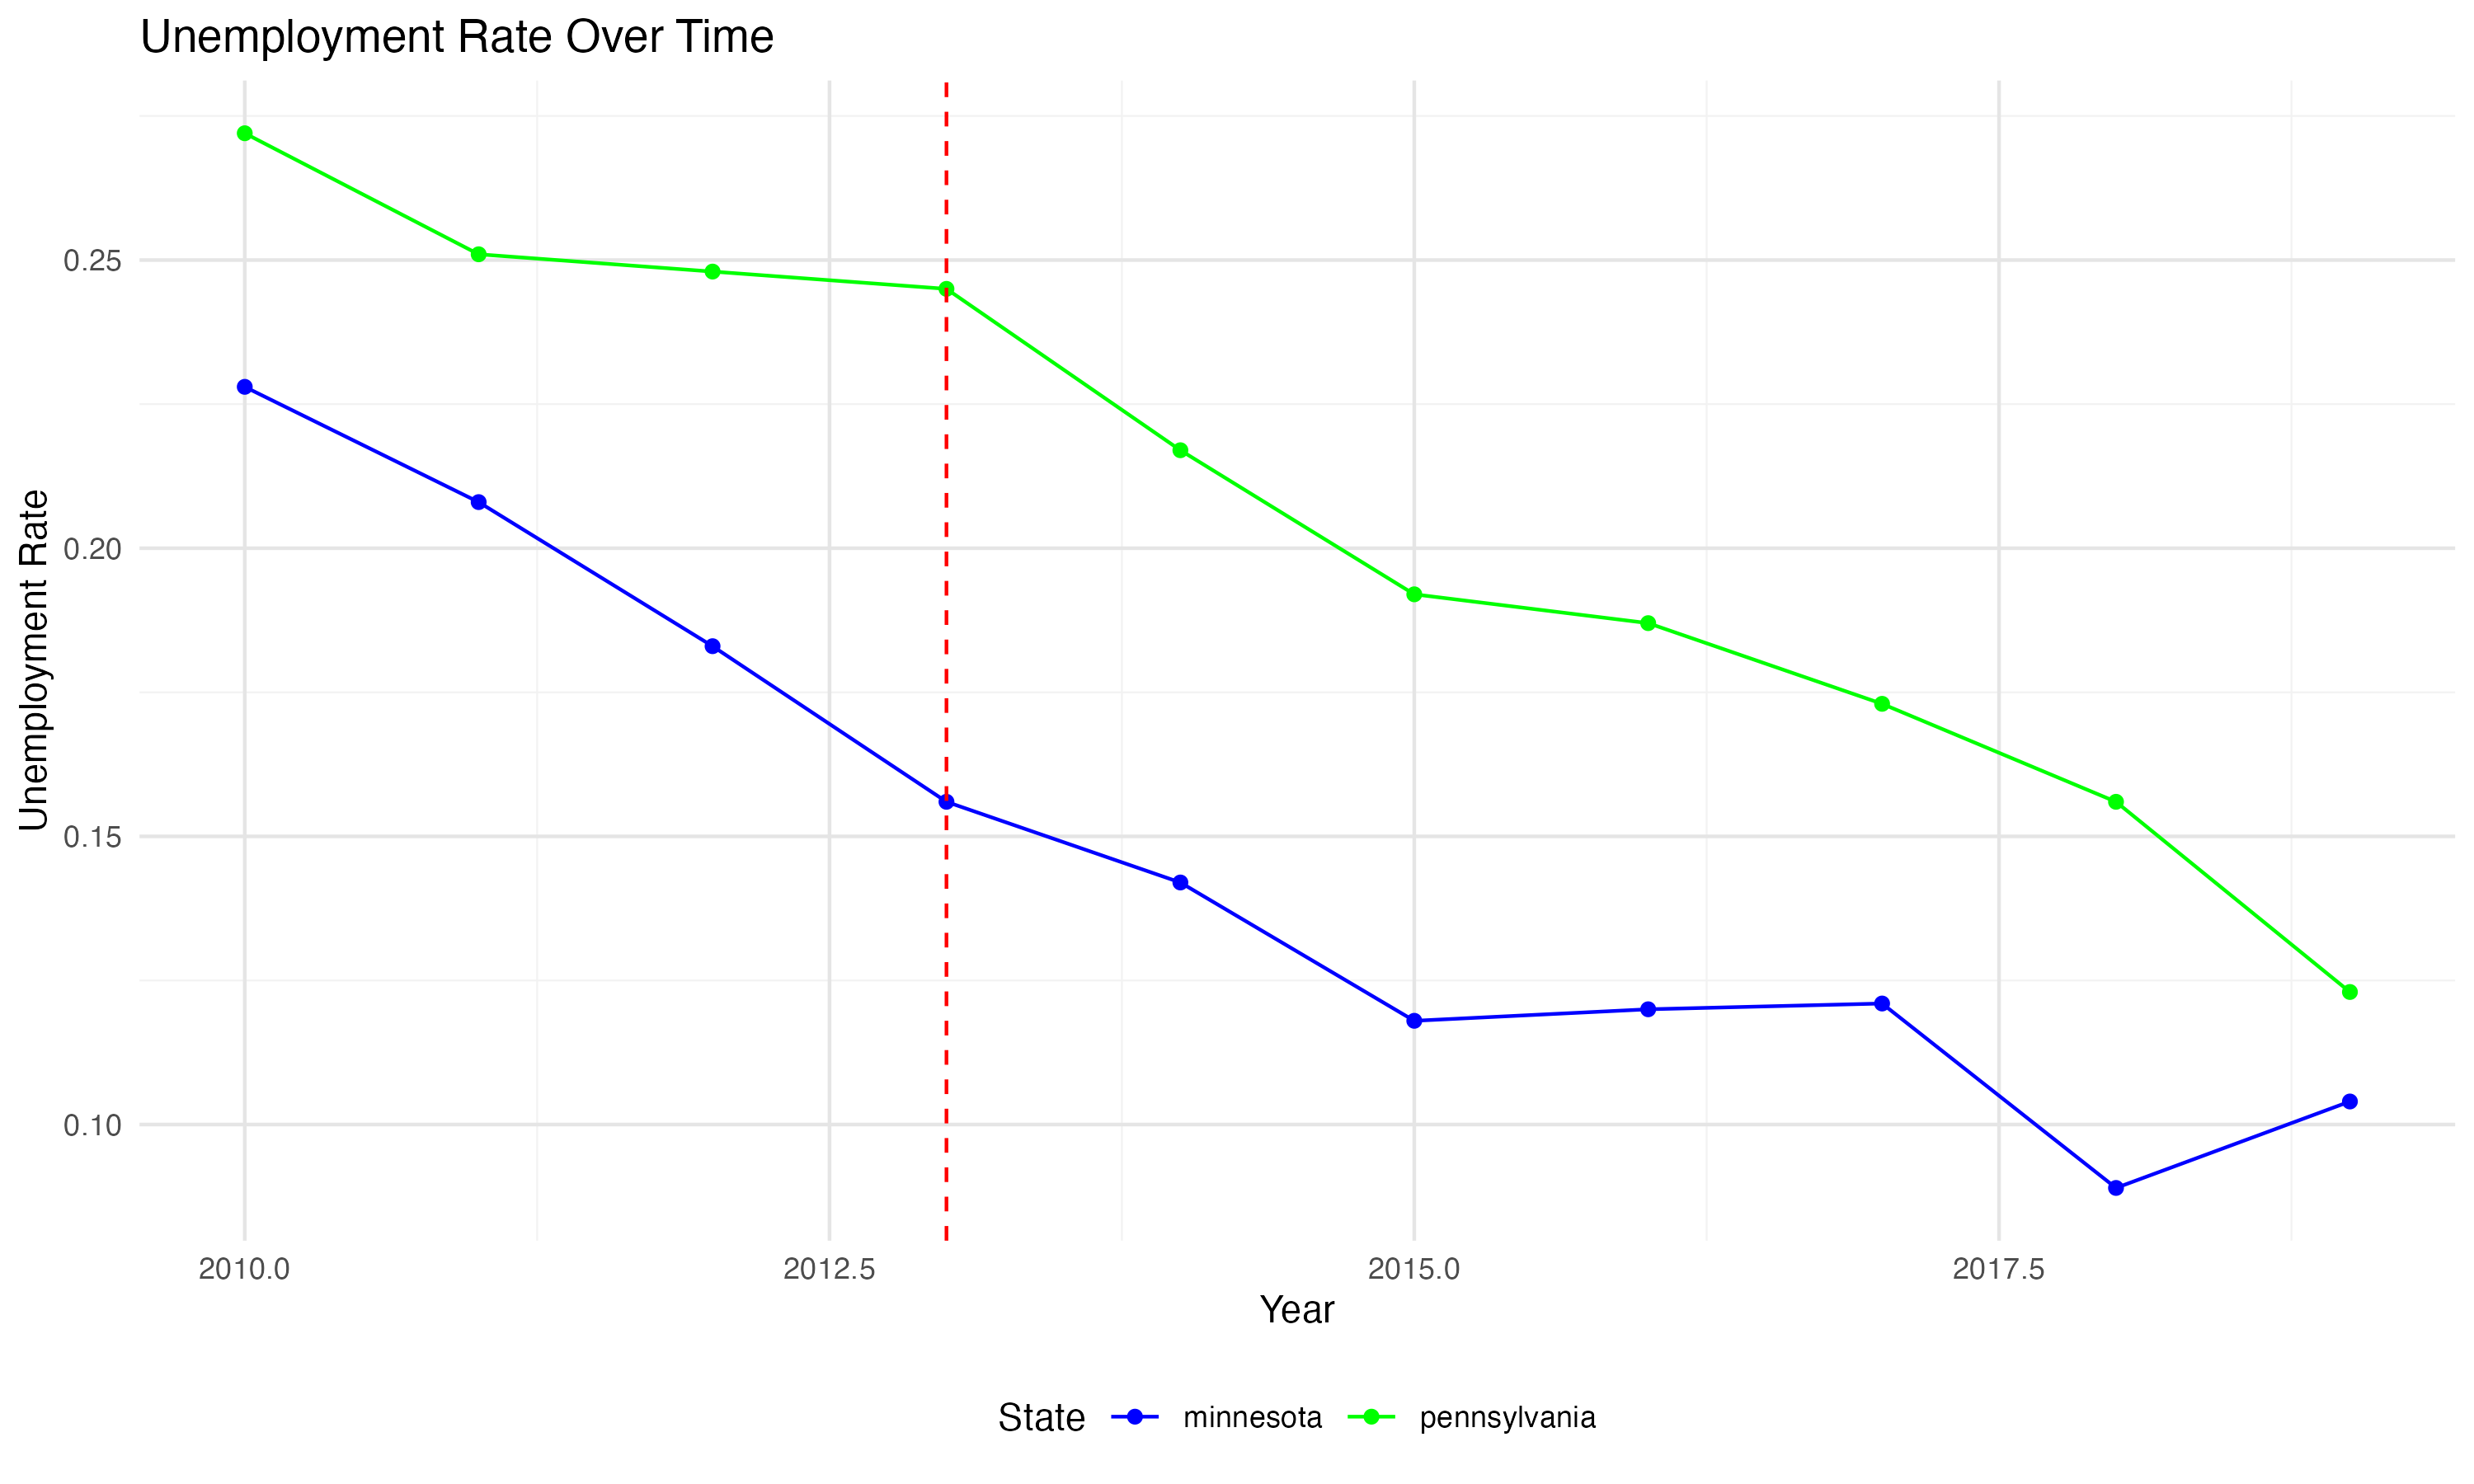 Unemployment Rate Over Time
Unemployment Rate
0.25
0.20
0.15
0.10
2010.0 2012.5 2015.0 2017.5
Year
State minnesota pennsylvania